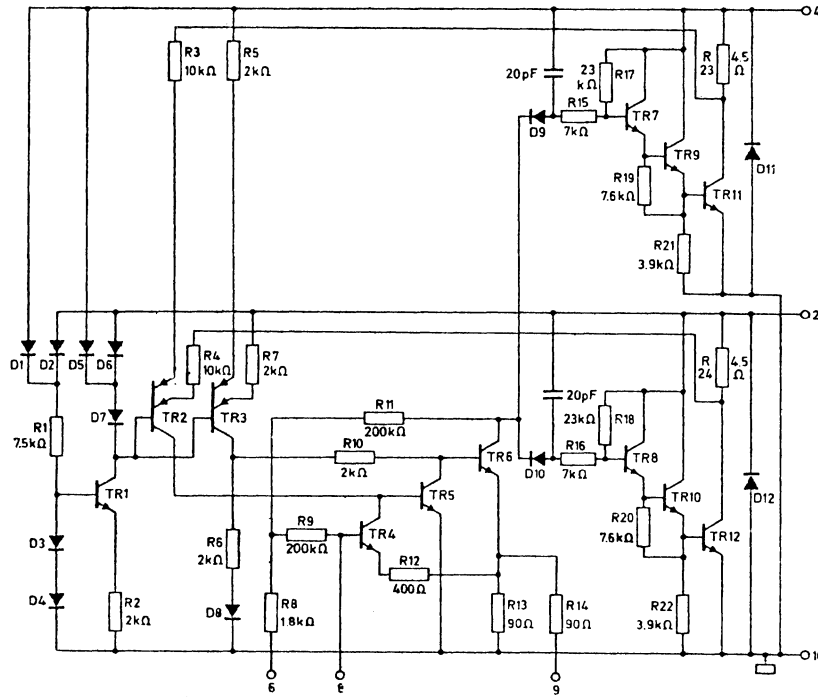 4
R3
10kΩ
R5
2kΩ
20pF
23
kΩ
R17
R15
7kΩ
D9
TR7
TR9
R19
7.6kΩ
TR11
R
23
4.5
Ω
D11
R21
3.9kΩ
2
D1
D2
D5
D6
R4
10kΩ
R7
2kΩ
D7
TR2
TR3
R1
7.5kΩ
R11
200kΩ
R10
2kΩ
20pF
23kΩ
R18
R16
7kΩ
D10
TR6
TR8
TR10
R
24
4.5
Ω
D12
TR1
TR5
R9
200kΩ
TR4
R6
2kΩ
R12
400Ω
R20
7.6kΩ
TR12
D3
D4
R2
2kΩ
D8
R8
1.8kΩ
R13
90Ω
R14
90Ω
R22
3.9kΩ
6
8
9